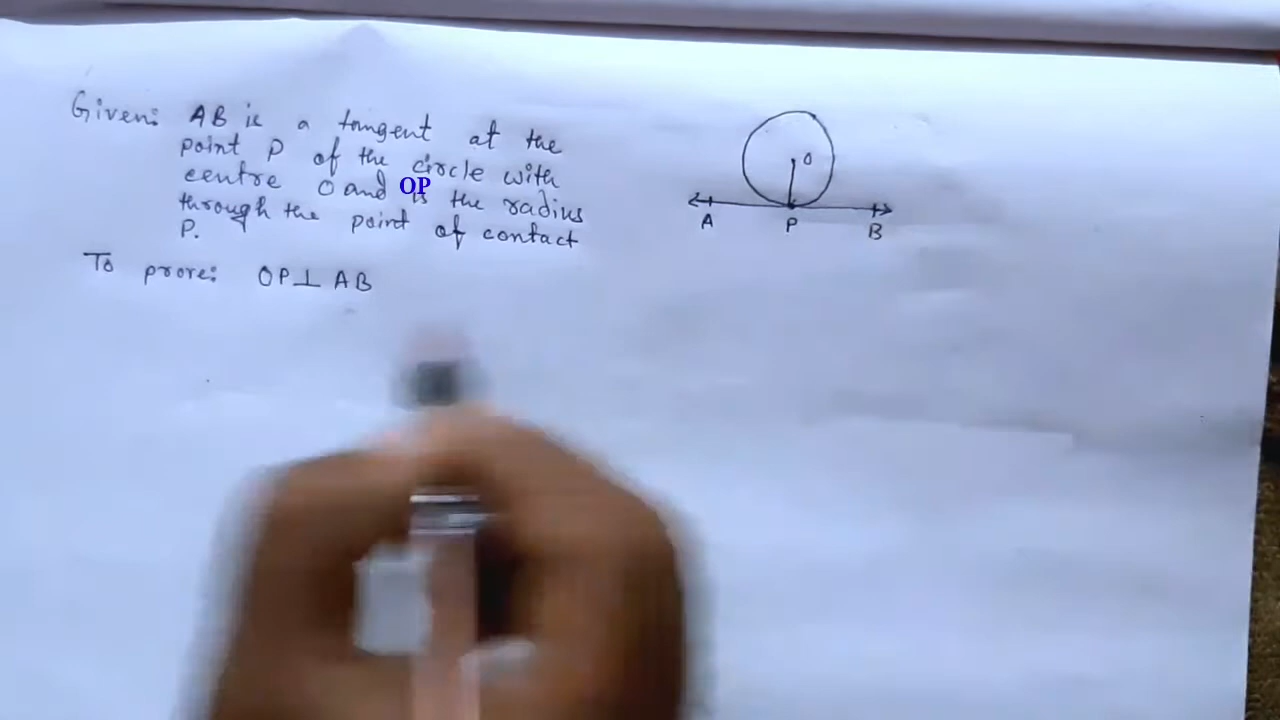 Given: AB is a tangent at the
point P of the circle with
centre O and OP is the radius
through the point of contact
P.
To prove: OP⊥ AB
O
A P B